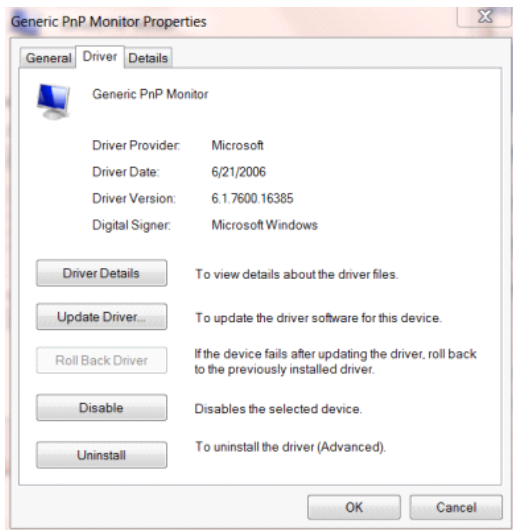 Generic PnP Monitor Properties
General Driver Details
Generic PnP Monitor
Driver Provider: Microsoft
Driver Date: 6/21/2006
Driver Version: 6.1.7600.16385
Digital Signer: Microsoft Windows
Driver Details To view details about the driver files.
Update Driver... To update the driver software for this device.
Roll Back Driver If the device fails after updating the driver, roll back
to the previously installed driver.
Disable Disables the selected device.
Uninstall To uninstall the driver (Advanced).
OK Cancel